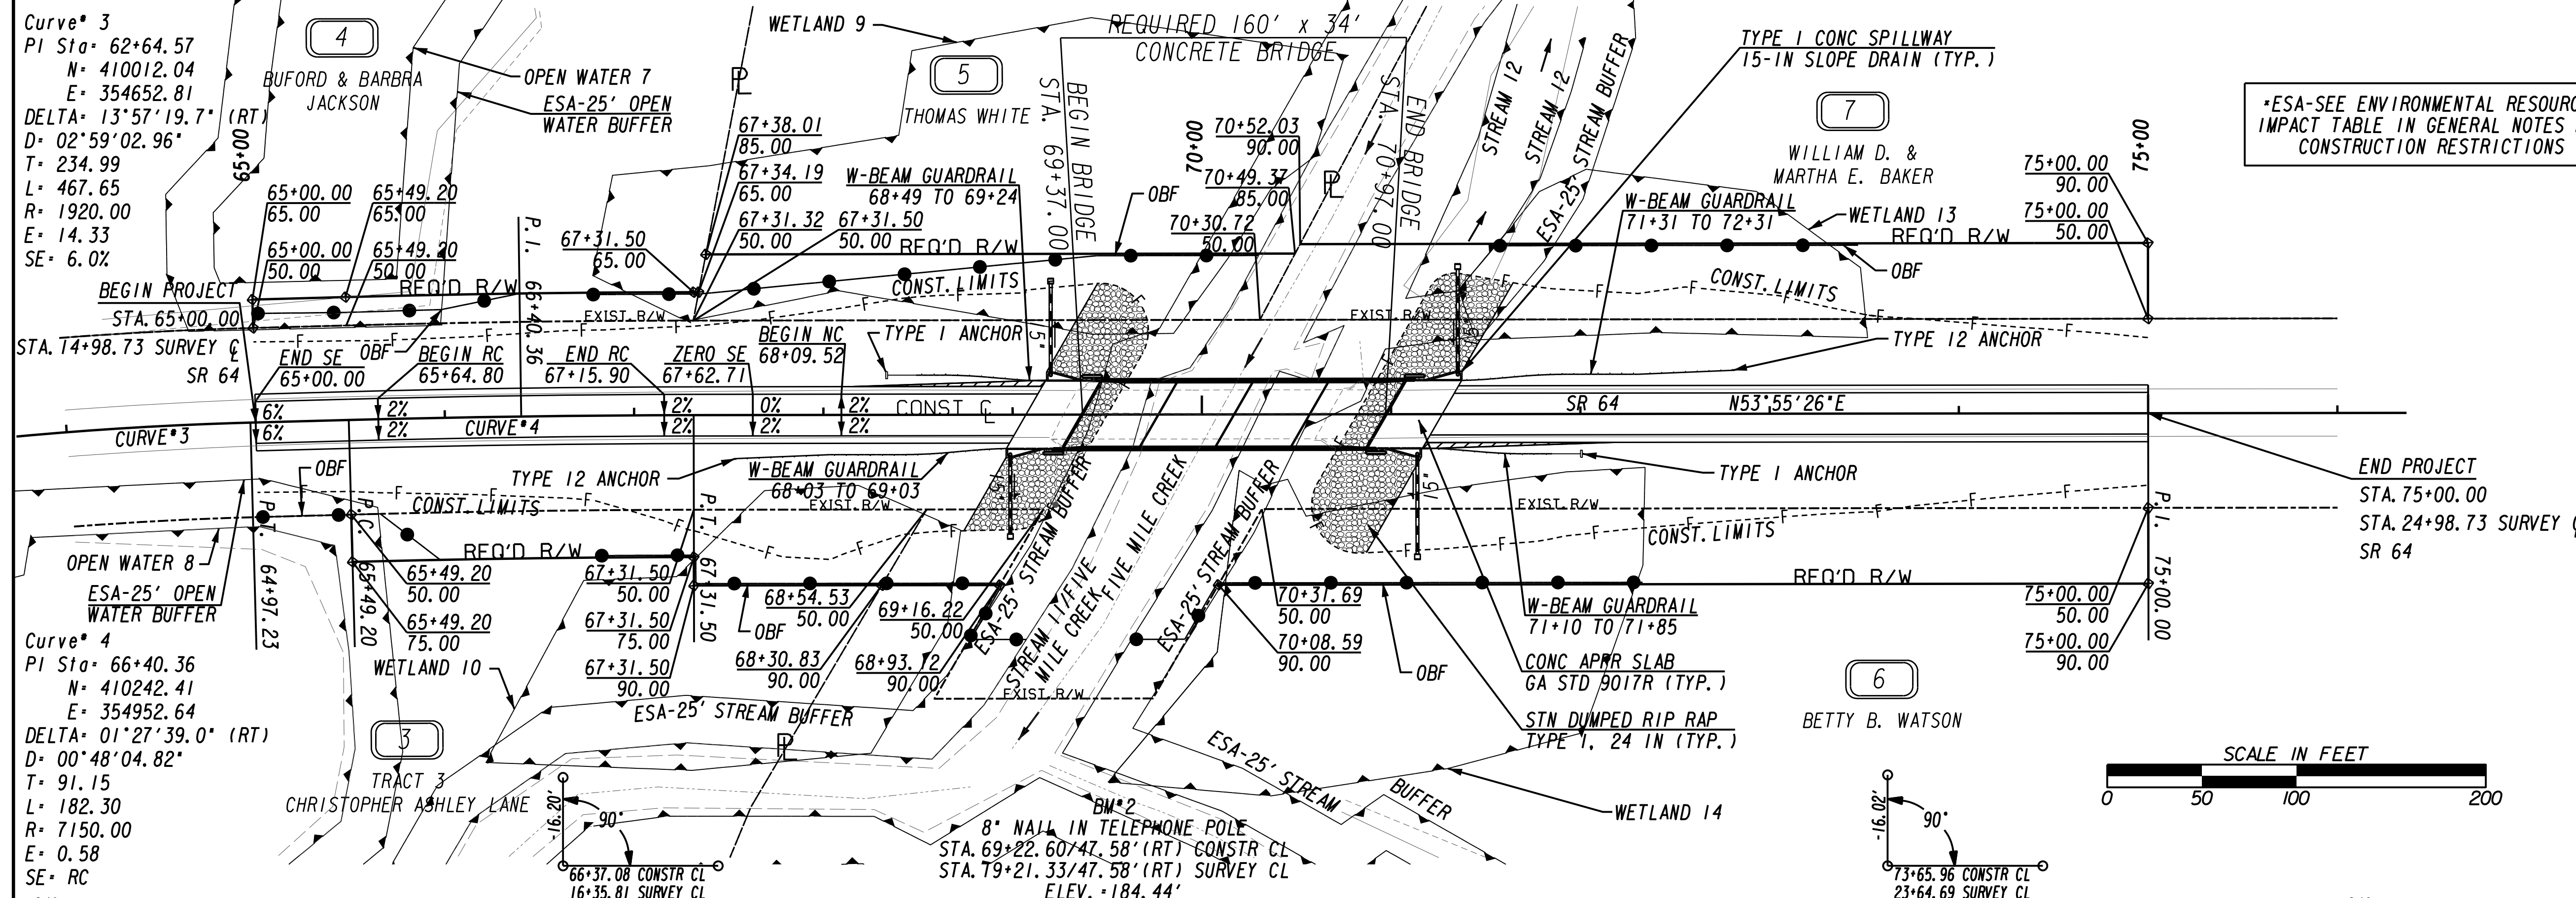 Curve# 3
PI Sta= 62+64.57
N= 410012.04
E= 354652.81
DELTA= 13°57'19.7" (RT)
D= 02°59'02.96"
T= 234.99
L= 467.65
R= 1920.00
E= 14.33
SE= 6.0%
65+00
4
BUFORD & BARBRA
JACKSON
OPEN WATER 7
ESA-25' OPEN
WATER BUFFER
WETLAND 9
PL
5
THOMAS WHITE
REQUIRED 160' x 34'
CONCRETE BRIDGE
BEGIN BRIDGE
STA. 69+37.00
END BRIDGE
STA. 70+97.00
70+00
STREAM 12
STREAM 12
ESA-25' STREAM BUFFER
TYPE 1 CONC SPILLWAY
15-IN SLOPE DRAIN (TYP.)
7
WILLIAM D. &
MARTHA E. BAKER
*ESA-SEE ENVIRONMENTAL RESOUR
IMPACT TABLE IN GENERAL NOTES
CONSTRUCTION RESTRICTIONS
75+00
65+00.00
65.00
65+49.20
65.00
65+00.00
50.00
65+49.20
50.00
67+38.01
85.00
67+34.19
65.00
67+31.32
50.00
67+31.50
50.00
67+31.50
65.00
W-BEAM GUARDRAIL
68+49 TO 69+24
OBF
70+52.03
90.00
70+49.37
85.00
70+30.72
50.00
PL
W-BEAM GUARDRAIL
71+31 TO 72+31
WETLAND 13
REQ'D R/W
OBF
75+00.00
90.00
75+00.00
50.00
BEGIN PROJECT
STA.65+00.00
STA.14+98.73 SURVEY CL
SR 64
REQ'D R/W
P.I. 66+40.36
REQ'D R/W
CONST.LIMITS
EXIST.R/W
EXIST.R/W
CONST.LIMITS
OBF
END SE
65+00.00
BEGIN RC
65+64.80
END RC
67+15.90
ZERO SE
67+62.71
BEGIN NC
68+09.52
TYPE 1 ANCHOR
TYPE 12 ANCHOR
6% 2% 2% 0% 2%
6% 2% 2% 2% 2%
CONST CL
SR 64
N53°55'26"E
CURVE#3
CURVE#4
OBF
CONST.LIMITS
TYPE 12 ANCHOR
W-BEAM GUARDRAIL
68+03 TO 69+03
EXIST.R/W
15'
TYPE 1 ANCHOR
EXIST.R/W
CONST.LIMITS
END PROJECT
STA.75+00.00
STA.24+98.73 SURVEY
SR 64
OPEN WATER 8
ESA-25' OPEN
WATER BUFFER
P.T. 64+97.23
P.C. 65+49.20
REQ'D R/W
P.T. 67+31.50
65+49.20
50.00
65+49.20
75.00
67+31.50
50.00
67+31.50
75.00
67+31.50
90.00
OBF
68+54.53
50.00
68+30.83
90.00
69+16.22
50.00
68+93.12
90.00
ESA-25' STREAM BUFFER
STREAM 11/FIVE
MILE CREEK
FIVE MILE CREEK
ESA-25' STREAM BUFFER
70+31.69
50.00
70+08.59
90.00
OBF
W-BEAM GUARDRAIL
71+10 TO 71+85
CONC APPR SLAB
GA STD 9017R (TYP.)
STN DUMPED RIP RAP
TYPE 1, 24 IN (TYP.)
REQ'D R/W
75+00.00
50.00
75+00.00
90.00
P.I. 75+00.00
Curve# 4
PI Sta= 66+40.36
N= 410242.41
E= 354952.64
DELTA= 01°27'39.0" (RT)
D= 00°48'04.82"
T= 91.15
L= 182.30
R= 7150.00
E= 0.58
SE= RC
WETLAND 10
3
TRACT 3
CHRISTOPHER ASHLEY LANE
ESA-25' STREAM BUFFER
PL
EXIST.R/W
ESA-25' STREAM BUFFER
WETLAND 14
6
BETTY B. WATSON
-16.20'
90°
66+37.08 CONSTR CL
16+35.81 SURVEY CL
BM#2
8" NAIL IN TELEPHONE POLE
STA.69+22.60/47.58'(RT) CONSTR CL
STA.T9+21.33/47.58'(RT) SURVEY CL
ELEV.=184.44'
-16.02'
90°
73+65.96 CONSTR CL
23+64.69 SURVEY CL
SCALE IN FEET
0 50 100 200